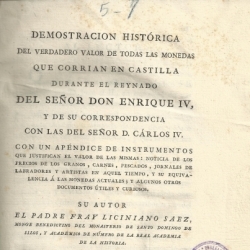 5-7
DEMOSTRACION HISTÓRICA
DEL VERDADERO VALOR DE TODAS LAS MONEDAS
QUE CORRIAN EN CASTILLA
DURANTE EL REYNADO
DEL SEÑOR DON ENRIQUE IV,
Y DE SU CORRESPONDENCIA
CON LAS DEL SEÑOR D. CÁRLOS IV.
CON UN APÉNDICE DE INSTRUMENTOS
QUE JUSTIFICAN EL VALOR DE LAS MISMAS: NOTICIA DE LOS
PRECIOS DE LOS GRANOS, CARNES, PESCADOS, JORNALES DE
LABRADORES Y ARTISTAS EN AQUEL TIEMPO, Y SU EQUIVA-
LENCIA Á LAS MONEDAS ACTUALES; Y ALGUNOS OTROS
DOCUMENTOS ÚTILES Y CURIOSOS.
SU AUTOR
EL PADRE FRAY LICINIANO SAEZ,
MONGE BENEDICTINO DEL MONASTERIO DE SANTO DOMINGO DE
SILOS, Y ACADÉMICO DE NÚMERO DE LA REAL ACADEMIA
DE LA HISTORIA.